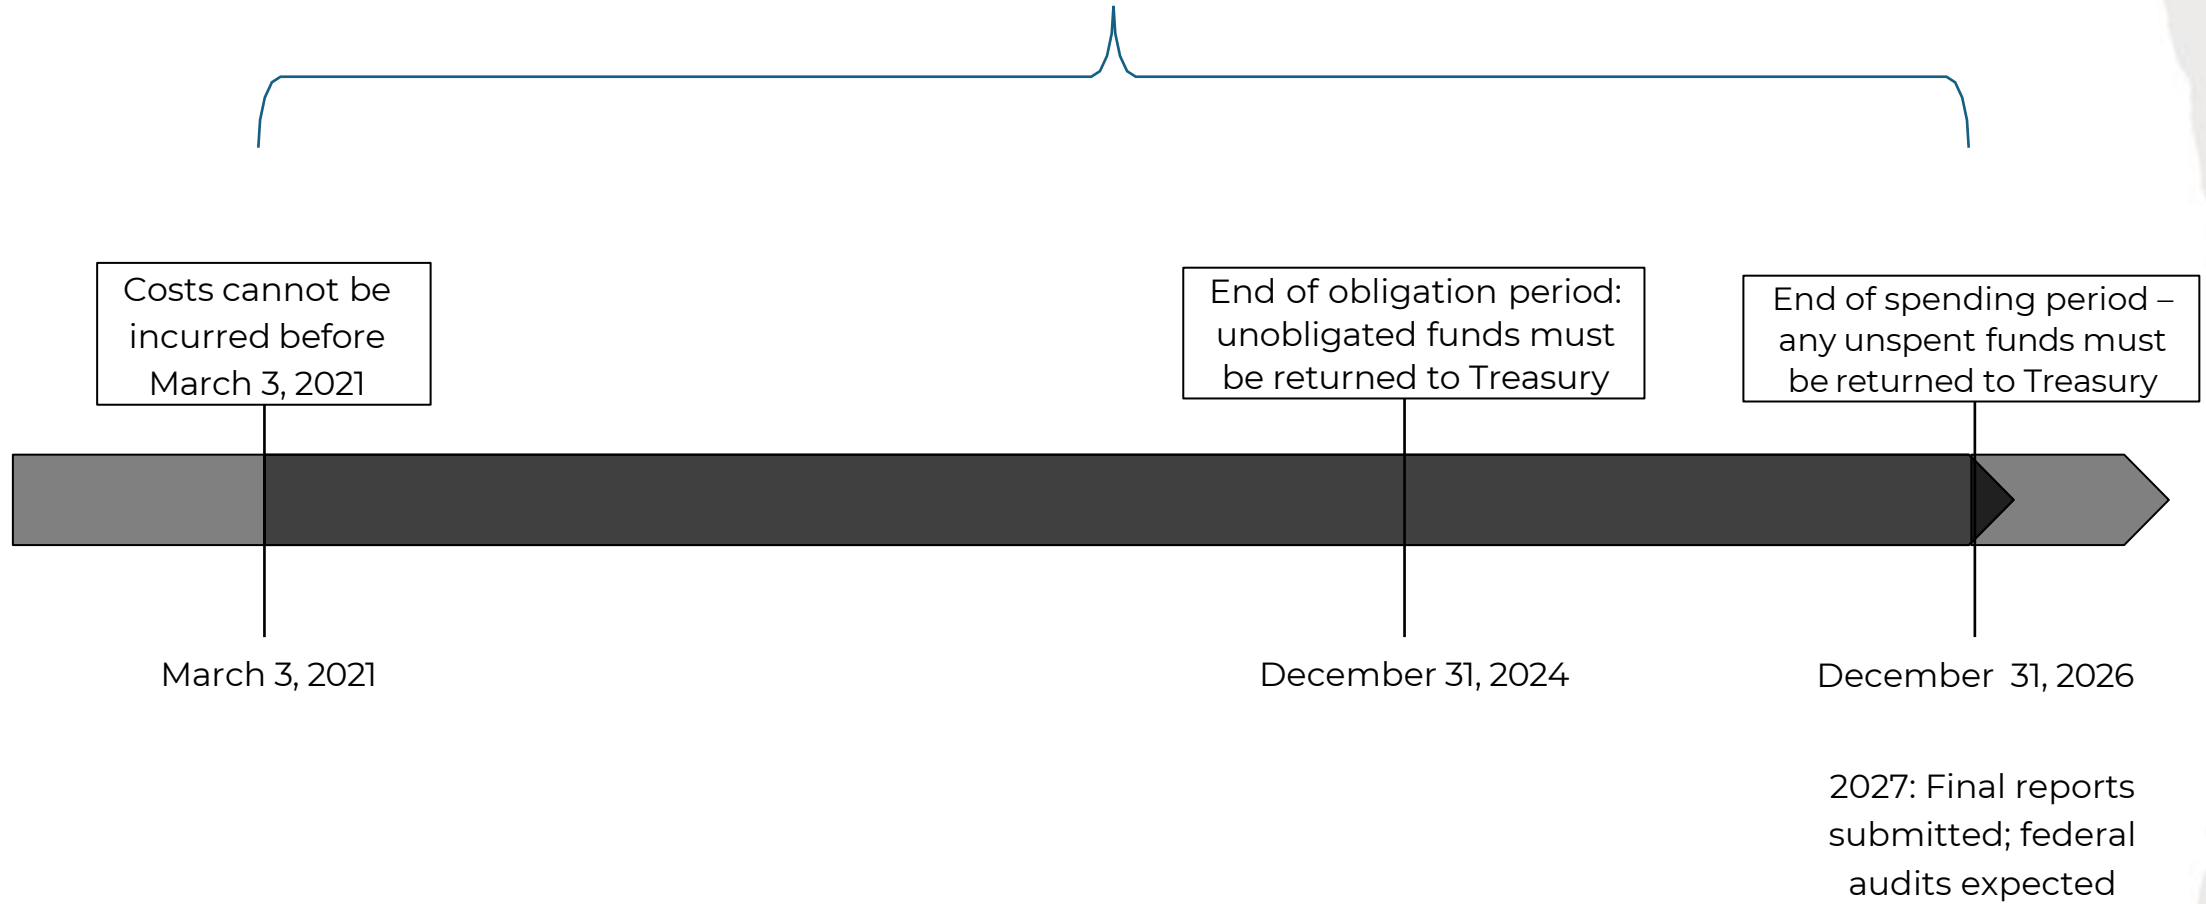 Costs cannot be
incurred before
March 3, 2021
End of obligation period:
unobligated funds must
be returned to Treasury
End of spending period –
any unspent funds must
be returned to Treasury
March 3, 2021
December 31, 2024
December 31, 2026
2027: Final reports
submitted; federal
audits expected